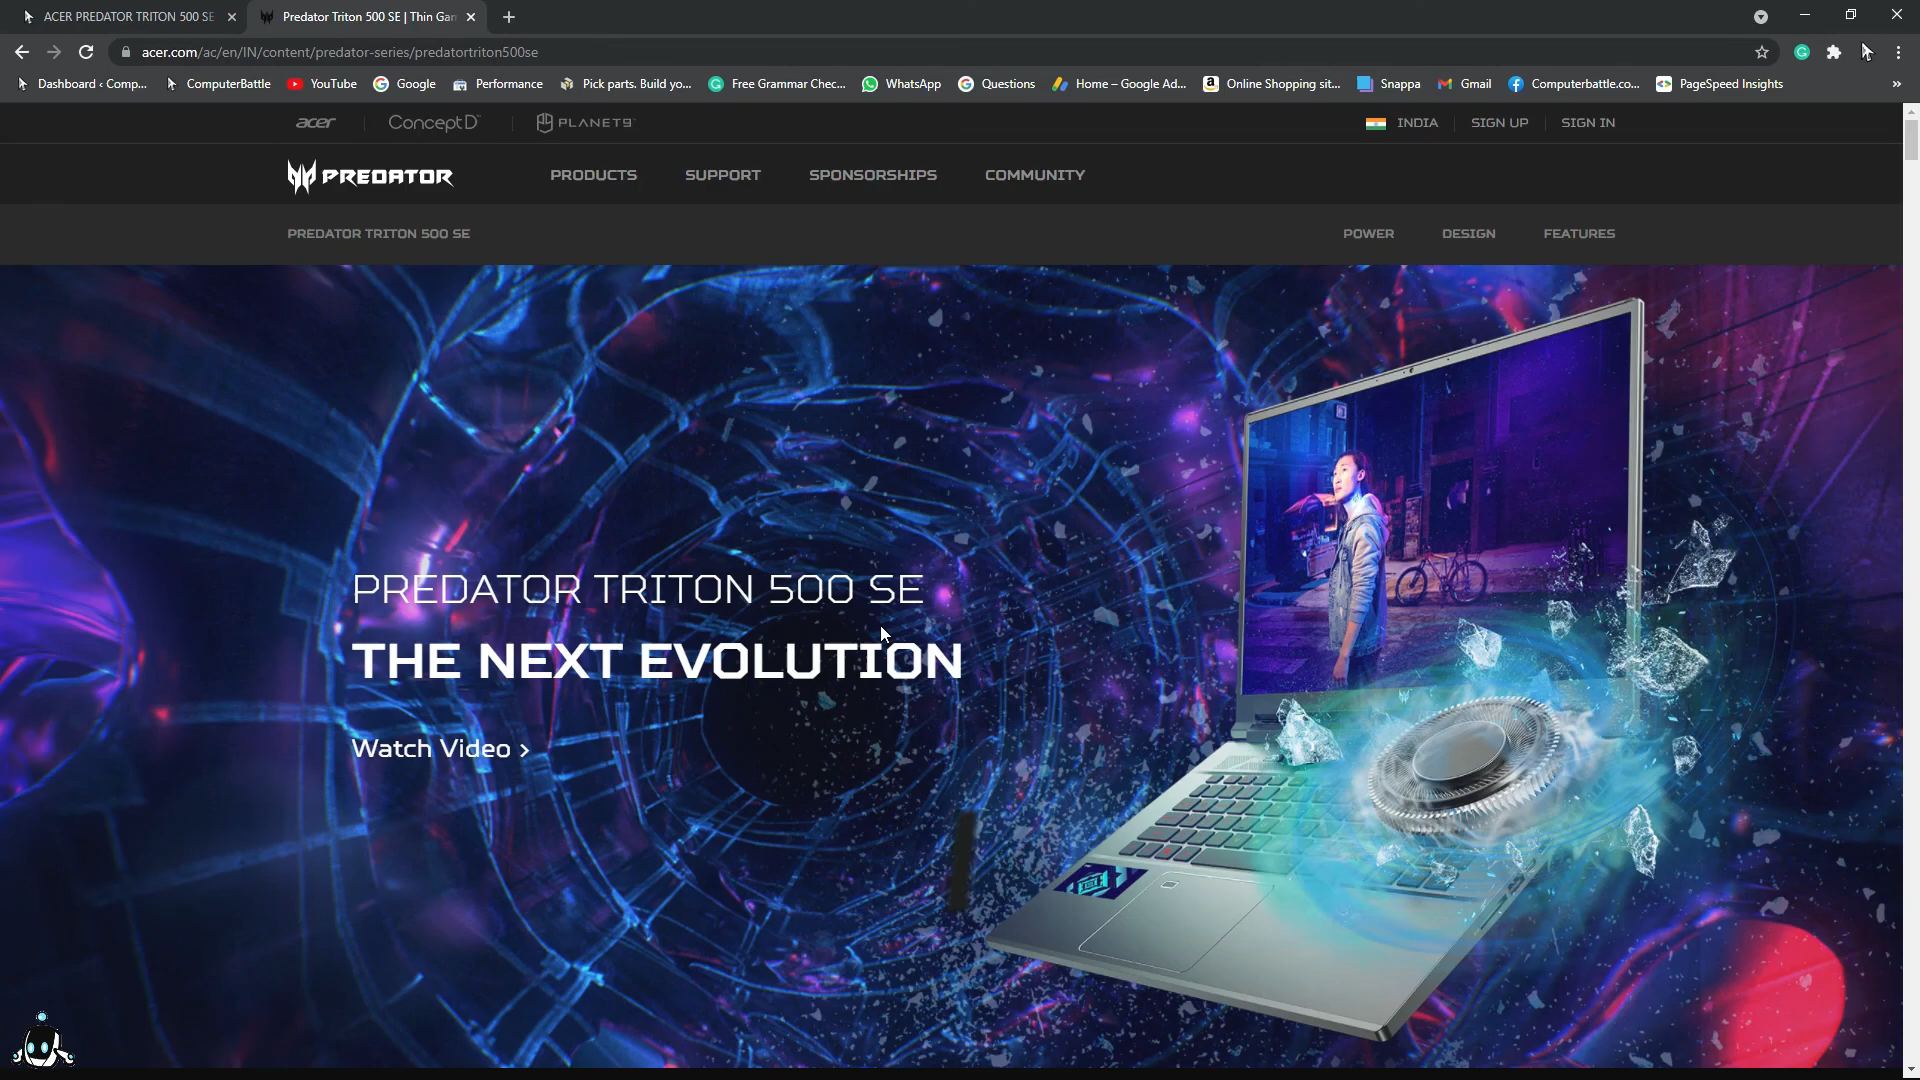 ACER PREDATOR TRITON 500 SE
Predator Triton 500 SE | Thin Gam
acer.com/ac/en/IN/content/predator-series/predatortriton500se
Dashboard ‹ Comp...
ComputerBattle
YouTube
Google
Performance
Pick parts. Build yo...
Free Grammar Chec...
WhatsApp
Questions
Home – Google Ad...
Online Shopping sit...
Snappa
Gmail
Computerbattle.co...
PageSpeed Insights
»
acer
ConceptD
PLANET9
INDIA
SIGN UP
SIGN IN
PREDATOR
PRODUCTS
SUPPORT
SPONSORSHIPS
COMMUNITY
PREDATOR TRITON 500 SE
POWER
DESIGN
FEATURES
PREDATOR TRITON 500 SE
THE NEXT EVOLUTION
Watch Video ›